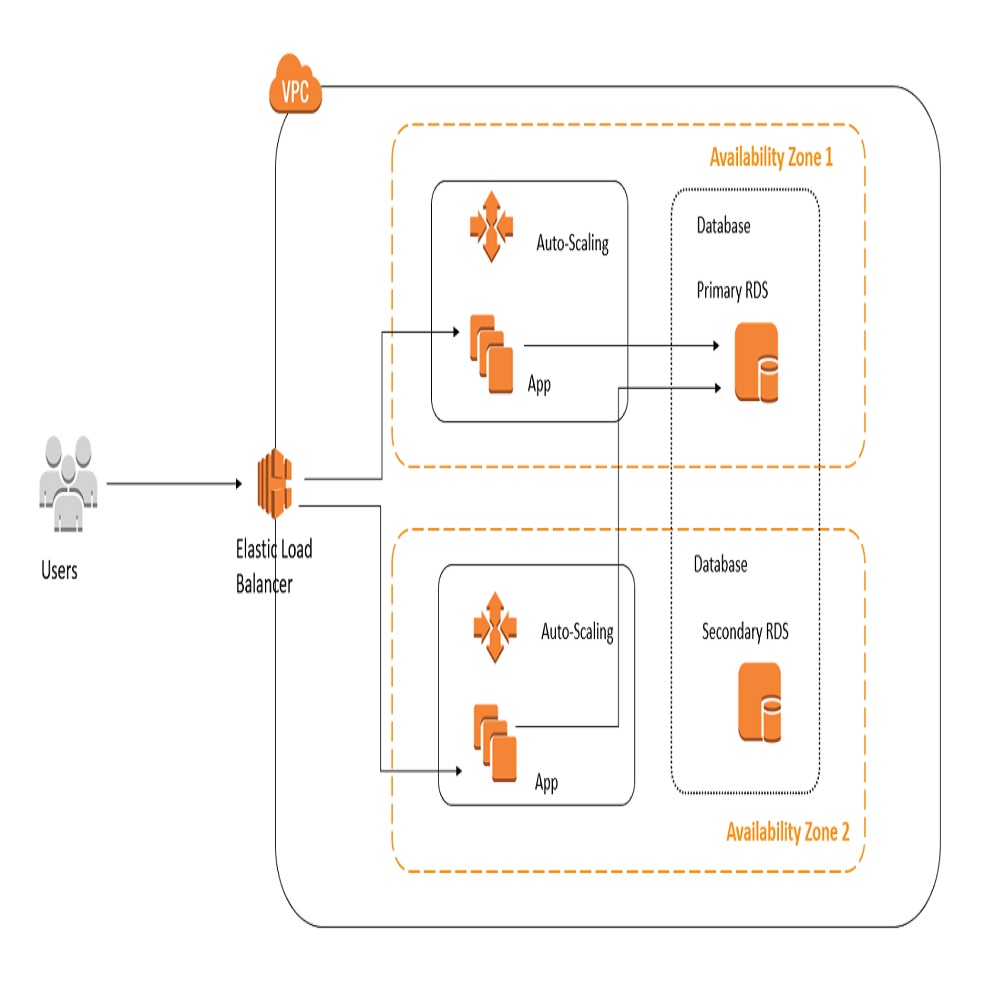 VPC
Availability Zone 1
Auto-Scaling
Database
Primary RDS
App
Users
Elastic Load
Balancer
Database
Secondary RDS
Auto-Scaling
App
Availability Zone 2